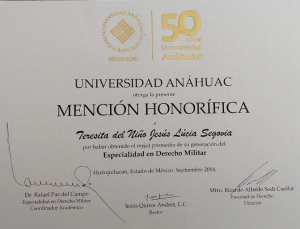 50
años
Universidad
Anáhuac
UNIVERSIDAD ANÁHUAC
otorga la presente
MENCIÓN HONORÍFICA
a
Teresita del Niño Jesús Lúcia Segovia
por haber obtenido el mejor promedio de su generación del
Especialidad en Derecho Militar
Huixquilucan, Estado de México. Septiembre 2014
Dr. Rafael Paz del Campo
Especialidad en Derecho Militar
Coordinador Académico
Jesús Quirce Andrés, L.C.
Rector
Mtro. Ricardo Alfredo Sodi Cuellar
Facultad de Derecho
Director